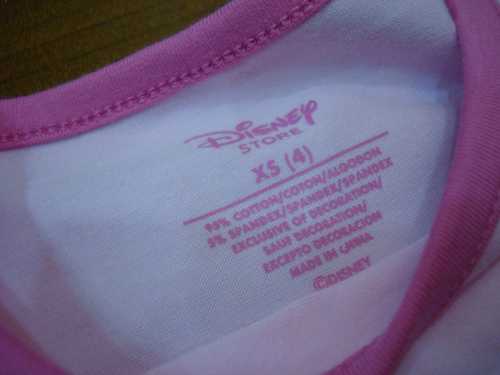 Disney
STORE
XS (4)
95% COTTON/COTON/ALGODON
5% SPANDEX/SPANDEX/SPANDEX
EXCLUSIVE OF DECORATION/
SAUF DECORATION/
EXCEPTO DECORACION
MADE IN CHINA
©DISNEY